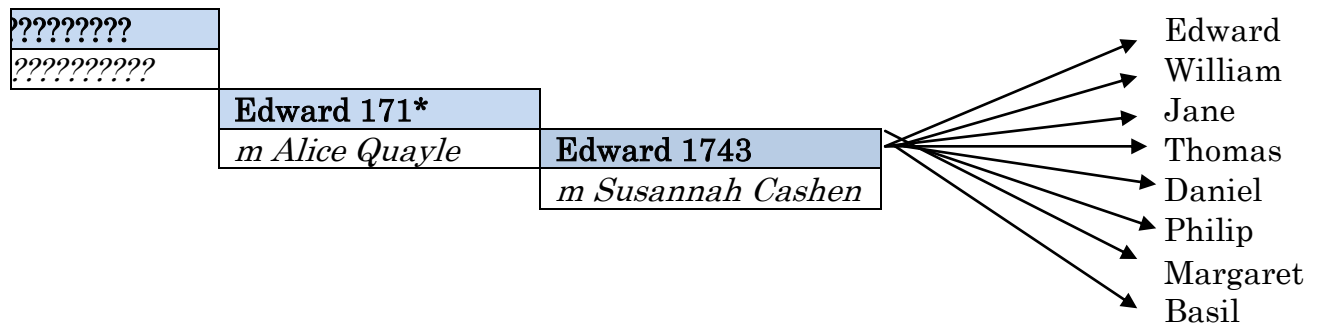 ?????????
??????????
Edward 171*
m Alice Quayle
Edward 1743
m Susannah Cashen
Edward
William
Jane
Thomas
Daniel
Philip
Margaret
Basil